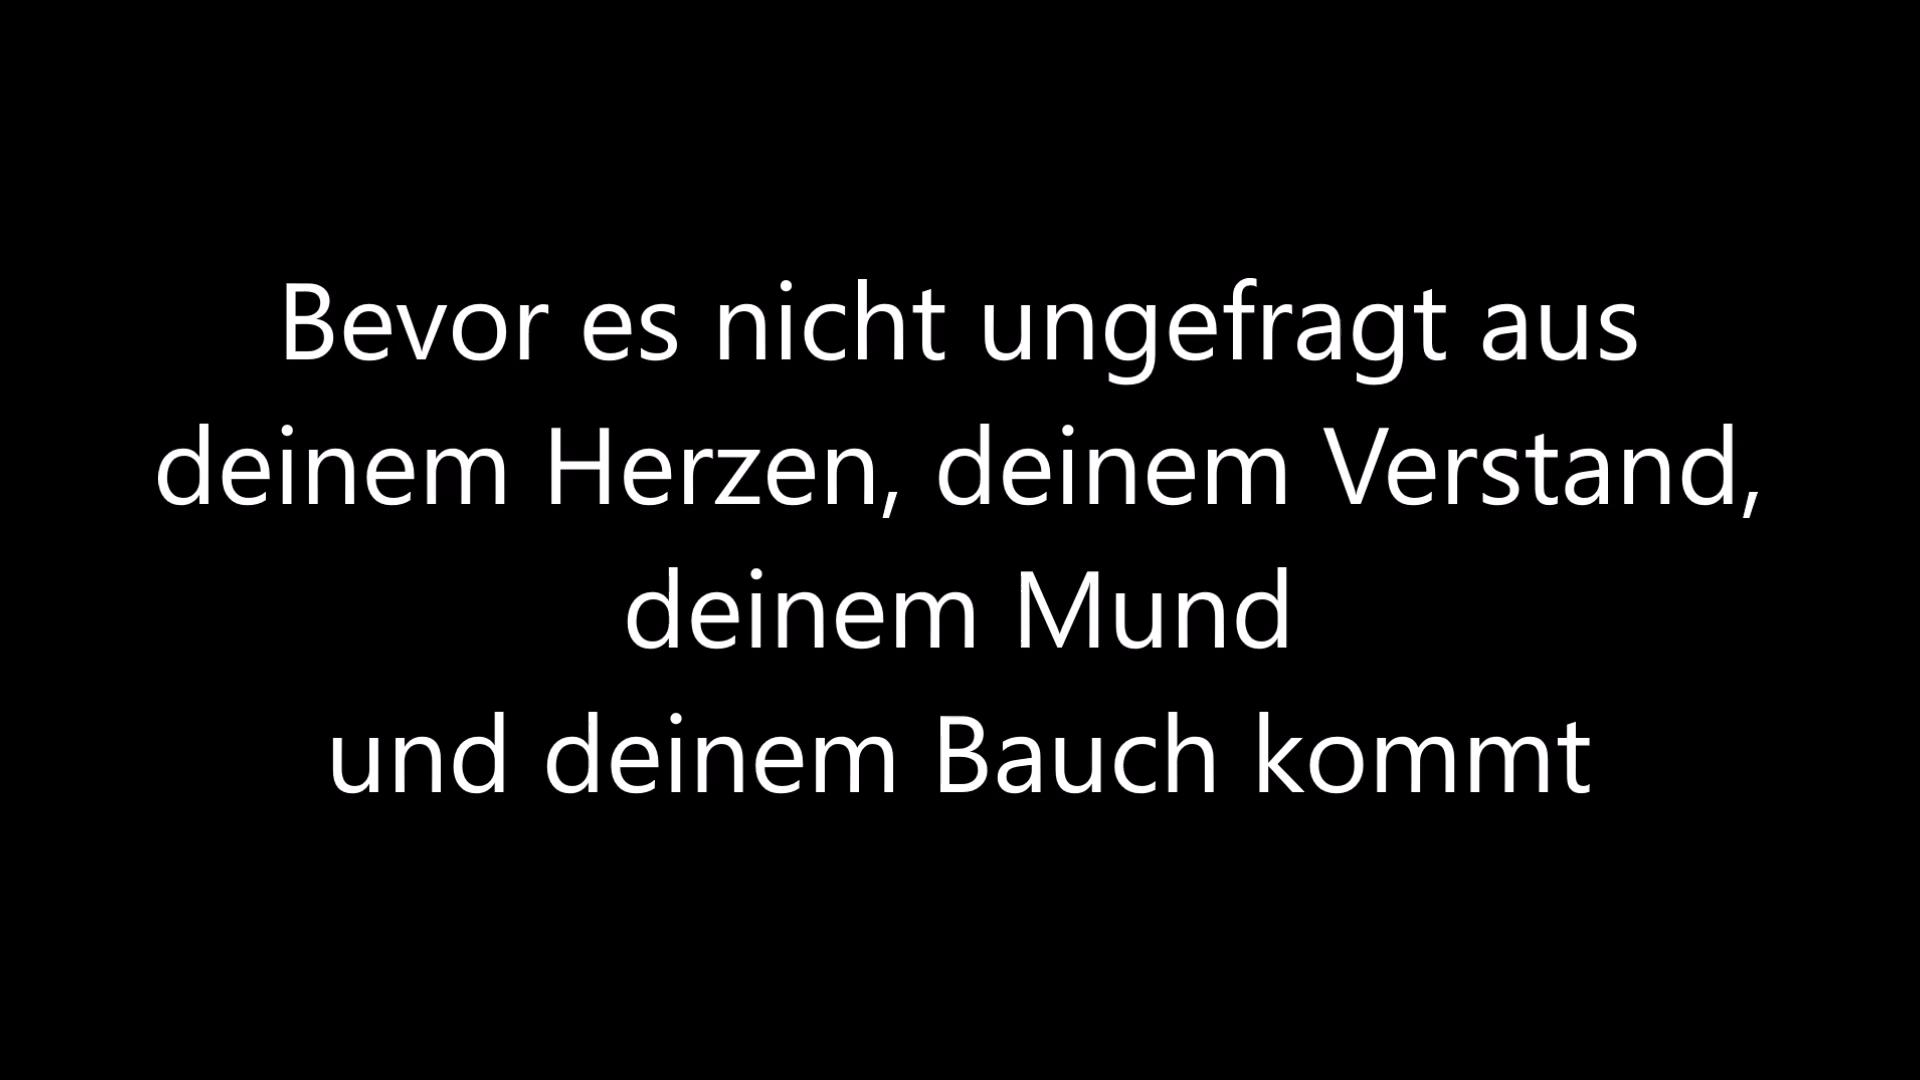 Bevor es nicht ungefragt aus
deinem Herzen, deinem Verstand,
deinem Mund
und deinem Bauch kommt